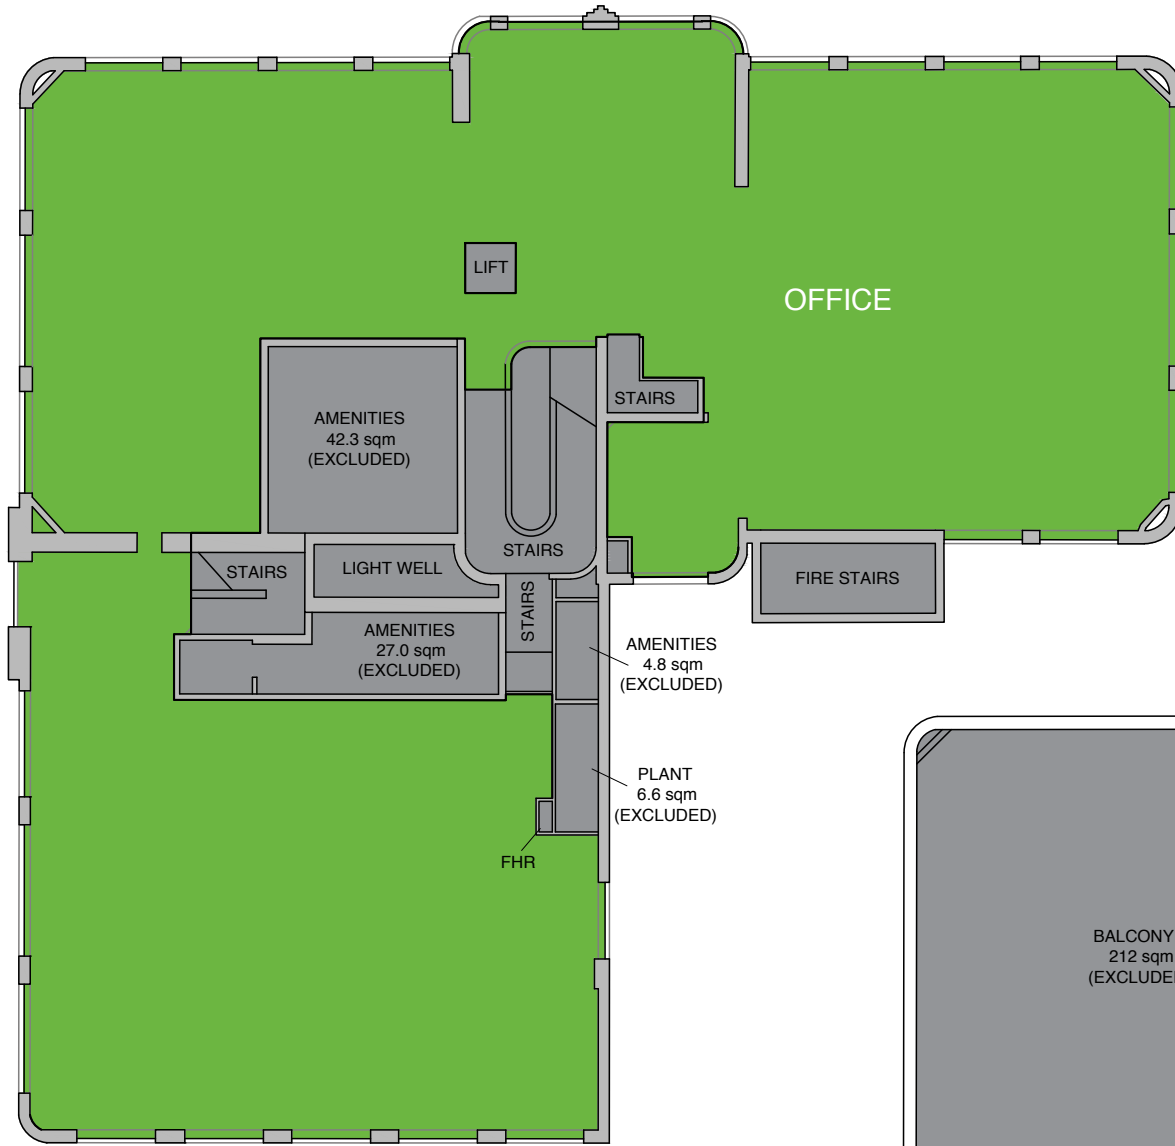 LIFT
OFFICE
STAIRS
AMENITIES
42.3 sqm
(EXCLUDED)
STAIRS
STAIRS
LIGHT WELL
FIRE STAIRS
STAIRS
AMENITIES
27.0 sqm
(EXCLUDED)
AMENITIES
4.8 sqm
(EXCLUDED)
PLANT
6.6 sqm
(EXCLUDED)
FHR
BALCONY
212 sqm
(EXCLUDE